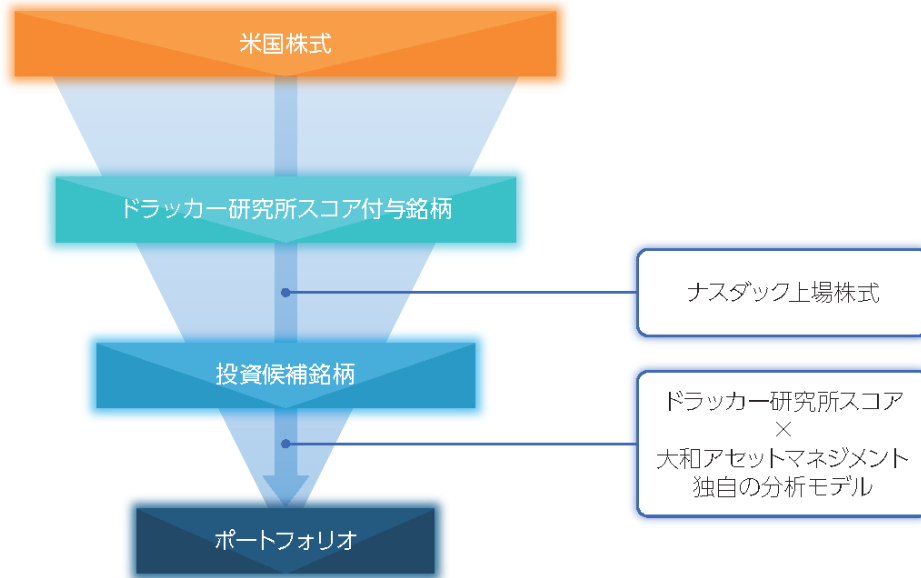 米国株式
ドラッカー研究所スコア付与銘柄
ナスダック上場株式
投資候補銘柄
ドラッカー研究所スコア
×
大和アセットマネジメント
独自の分析モデル
ポートフォリオ